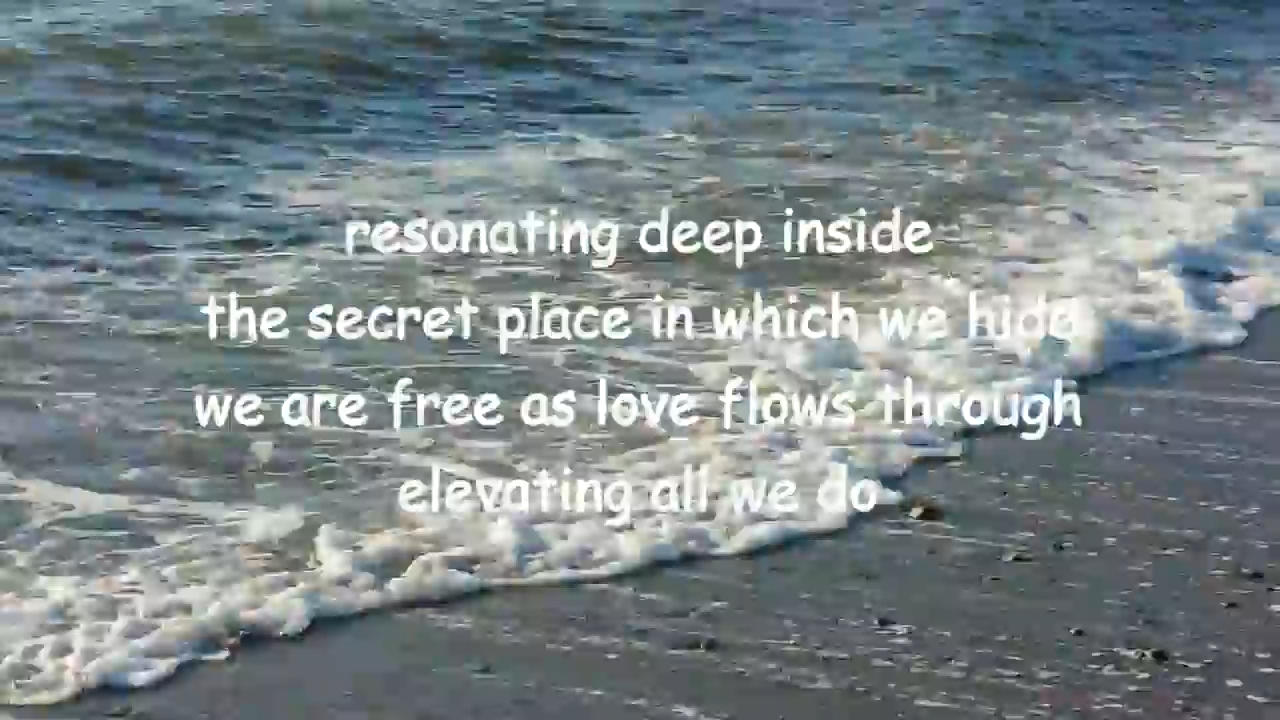 resonating deep inside
the secret place in which we hide
we are free as love flows through
elevating all we do